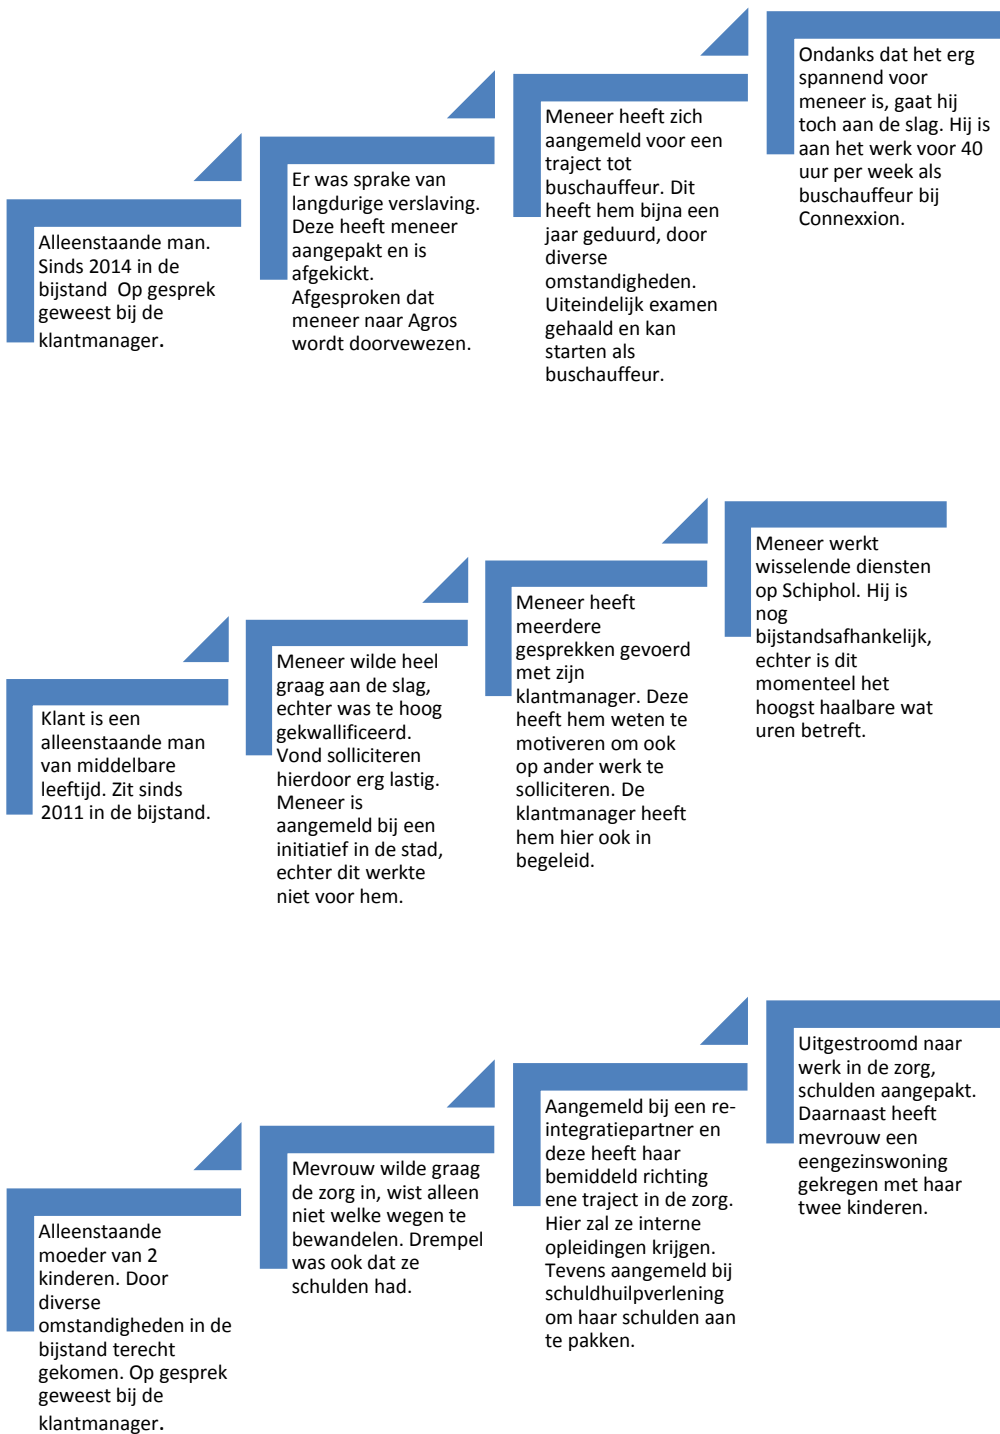 Alleenstaande man.
Sinds 2014 in de
bijstand  Op gesprek
geweest bij de
klantmanager.
Er was sprake van
langdurige verslaving.
Deze heeft meneer
aangepakt en is
afgekickt.
Afgesproken dat
meneer naar Agros
wordt doorvewezen.
Meneer heeft zich
aangemeld voor een
traject tot
buschauffeur. Dit
heeft hem bijna een
jaar geduurd, door
diverse
omstandigheden.
Uiteindelijk examen
gehaald en kan
starten als
buschauffeur.
Ondanks dat het erg
spannend voor
meneer is, gaat hij
toch aan de slag. Hij is
aan het werk voor 40
uur per week als
buschauffeur bij
Connexxion.
Klant is een
alleenstaande man
van middelbare
leeftijd. Zit sinds
2011 in de bijstand.
Meneer wilde heel
graag aan de slag,
echter was te hoog
gekwallificeerd.
Vond solliciteren
hierdoor erg lastig.
Meneer is
aangemeld bij een
initiatief in de stad,
echter dit werkte
niet voor hem.
Meneer heeft
meerdere
gesprekken gevoerd
met zijn
klantmanager. Deze
heeft hem weten te
motiveren om ook
op ander werk te
solliciteren. De
klantmanager heeft
hem hier ook in
begeleid.
Meneer werkt
wisselende diensten
op Schiphol. Hij is
nog
bijstandsafhankelijk,
echter is dit
momenteel het
hoogst haalbare wat
uren betreft.
Alleenstaande
moeder van 2
kinderen. Door
diverse
omstandigheden in de
bijstand terecht
gekomen. Op gesprek
geweest bij de
klantmanager.
Mevrouw wilde graag
de zorg in, wist alleen
niet welke wegen te
bewandelen. Drempel
was ook dat ze
schulden had.
Aangemeld bij een re-
integratiepartner en
deze heeft haar
bemiddeld richting
ene traject in de zorg.
Hier zal ze interne
opleidingen krijgen.
Tevens aangemeld bij
schuldhuilpverlening
om haar schulden aan
te pakken.
Uitgestroomd naar
werk in de zorg,
schulden aangepakt.
Daarnaast heeft
mevrouw een
eengezinswoning
gekregen met haar
twee kinderen.